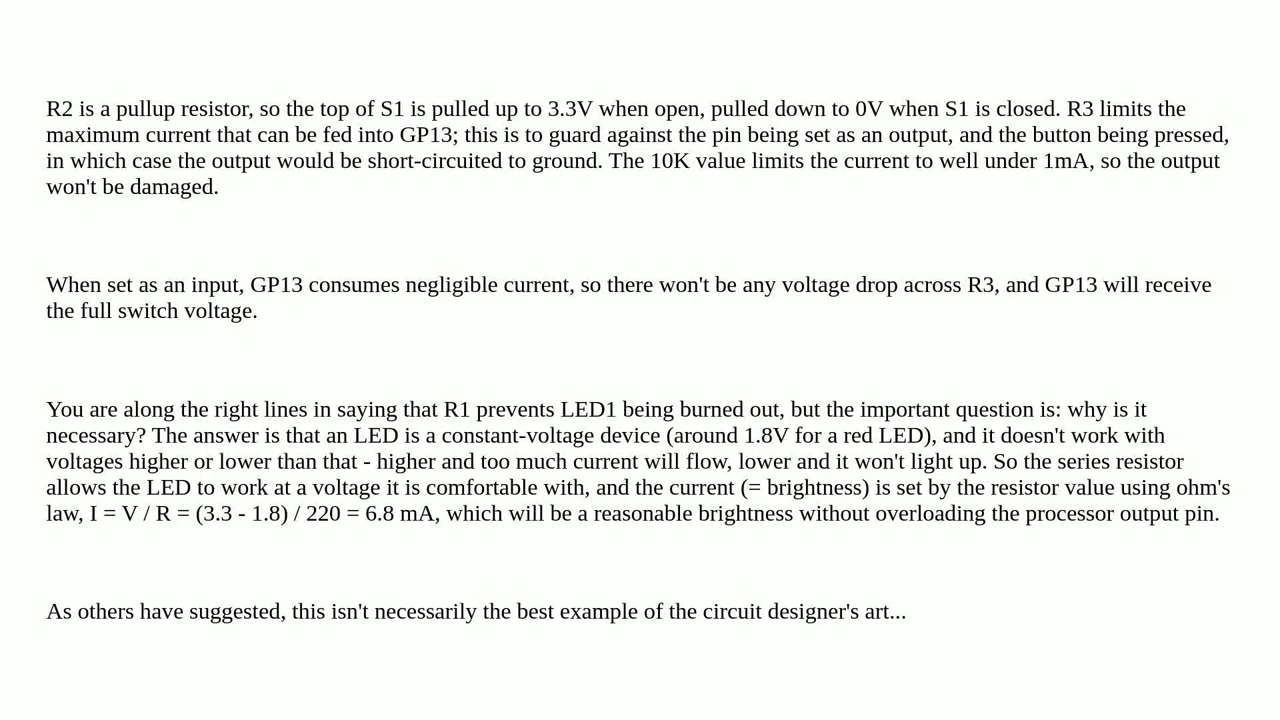 R2 is a pullup resistor, so the top of S1 is pulled up to 3.3V when open, pulled down to 0V when S1 is closed. R3 limits the
maximum current that can be fed into GP13; this is to guard against the pin being set as an output, and the button being pressed,
in which case the output would be short-circuited to ground. The 10K value limits the current to well under 1mA, so the output
won't be damaged.
When set as an input, GP13 consumes negligible current, so there won't be any voltage drop across R3, and GP13 will receive
the full switch voltage.
You are along the right lines in saying that R1 prevents LED1 being burned out, but the important question is: why is it
necessary? The answer is that an LED is a constant-voltage device (around 1.8V for a red LED), and it doesn't work with
voltages higher or lower than that - higher and too much current will flow, lower and it won't light up. So the series resistor
allows the LED to work at a voltage it is comfortable with, and the current (= brightness) is set by the resistor value using ohm's
law, I = V / R = (3.3 - 1.8) / 220 = 6.8 mA, which will be a reasonable brightness without overloading the processor output pin.
As others have suggested, this isn't necessarily the best example of the circuit designer's art...